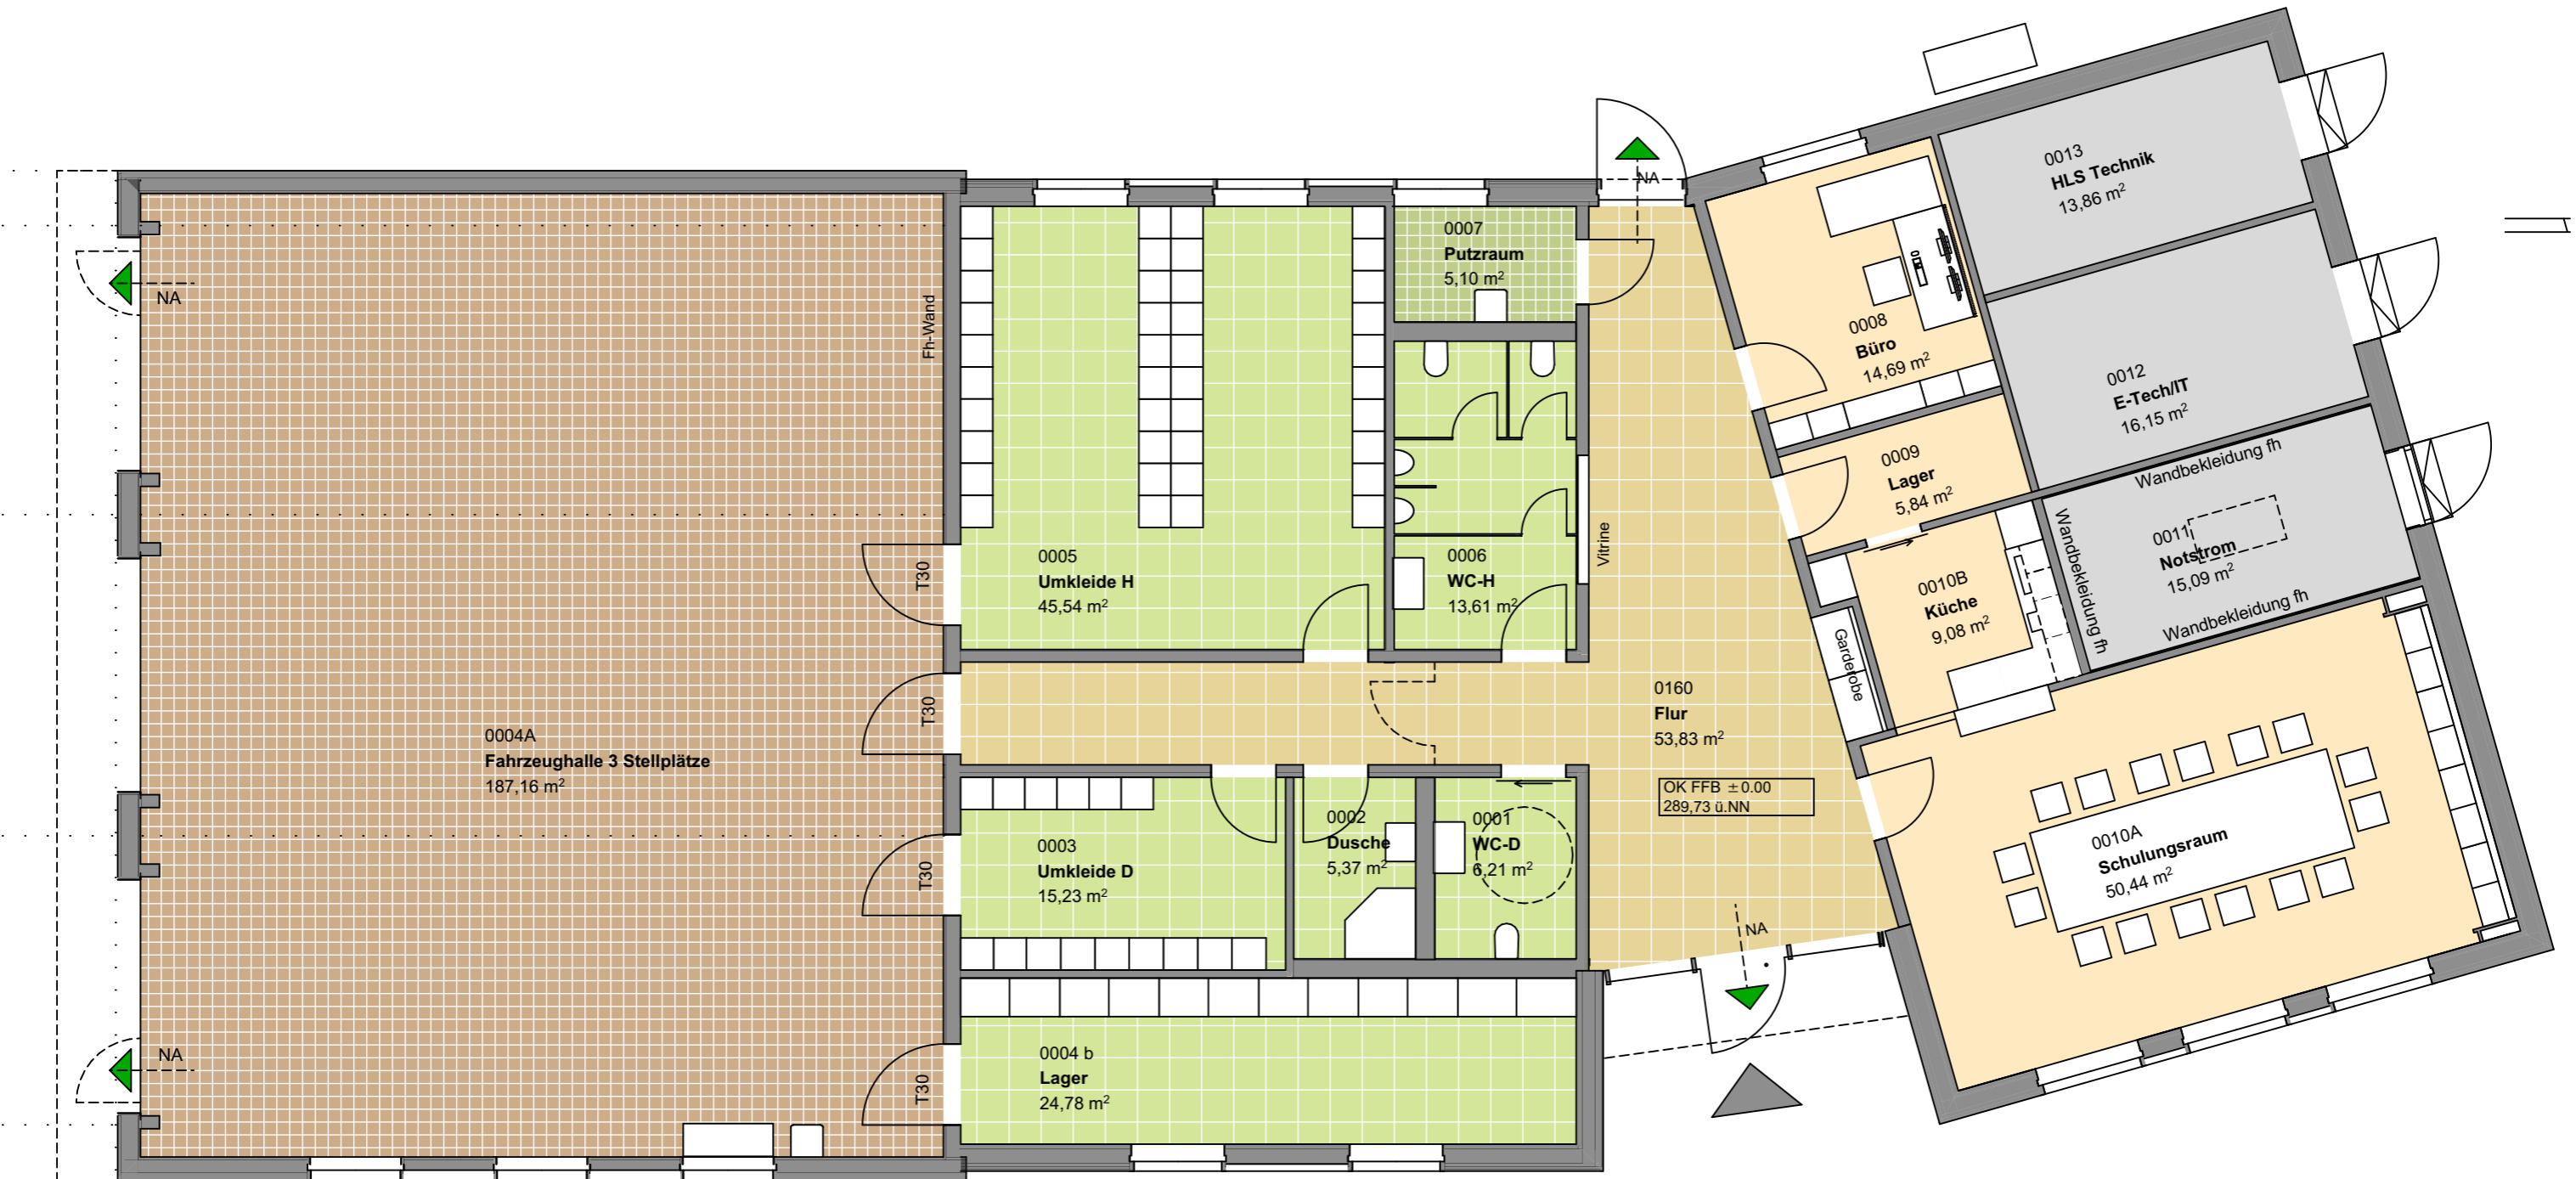 NA
Fh-Wand
T30
T30
T30
T30
NA
0004A
Fahrzeughalle 3 Stellplätze
187,16 m²
0005
Umkleide H
45,54 m²
0007
Putzraum
5,10 m²
0006
WC-H
13,61 m²
Vitrine
NA
0003
Umkleide D
15,23 m²
0002
Dusche
5,37 m²
0001
WC-D
6,21 m²
0004 b
Lager
24,78 m²
0160
Flur
53,83 m²
OK FFB ±0.00
289,73 ü.NN
NA
Garderobe
0008
Büro
14,69 m²
0009
Lager
5,84 m²
0010B
Küche
9,08 m²
0013
HLS Technik
13,86 m²
0012
E-Tech/IT
16,15 m²
Wandbekleidung fh
Wandbekleidung fh
0011
Notstrom
15,09 m²
Wandbekleidung fh
0010A
Schulungsraum
50,44 m²